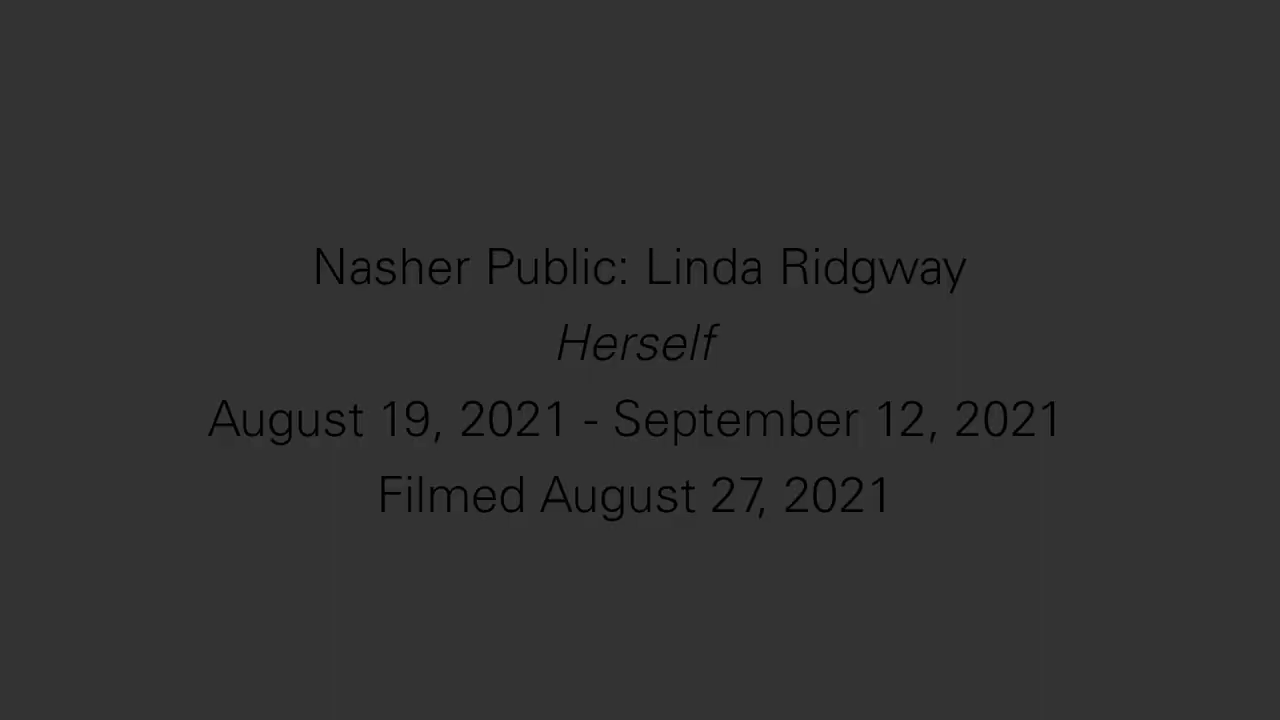 Nasher Public: Linda Ridgway
Herself
August 19, 2021 - September 12, 2021
Filmed August 27, 2021